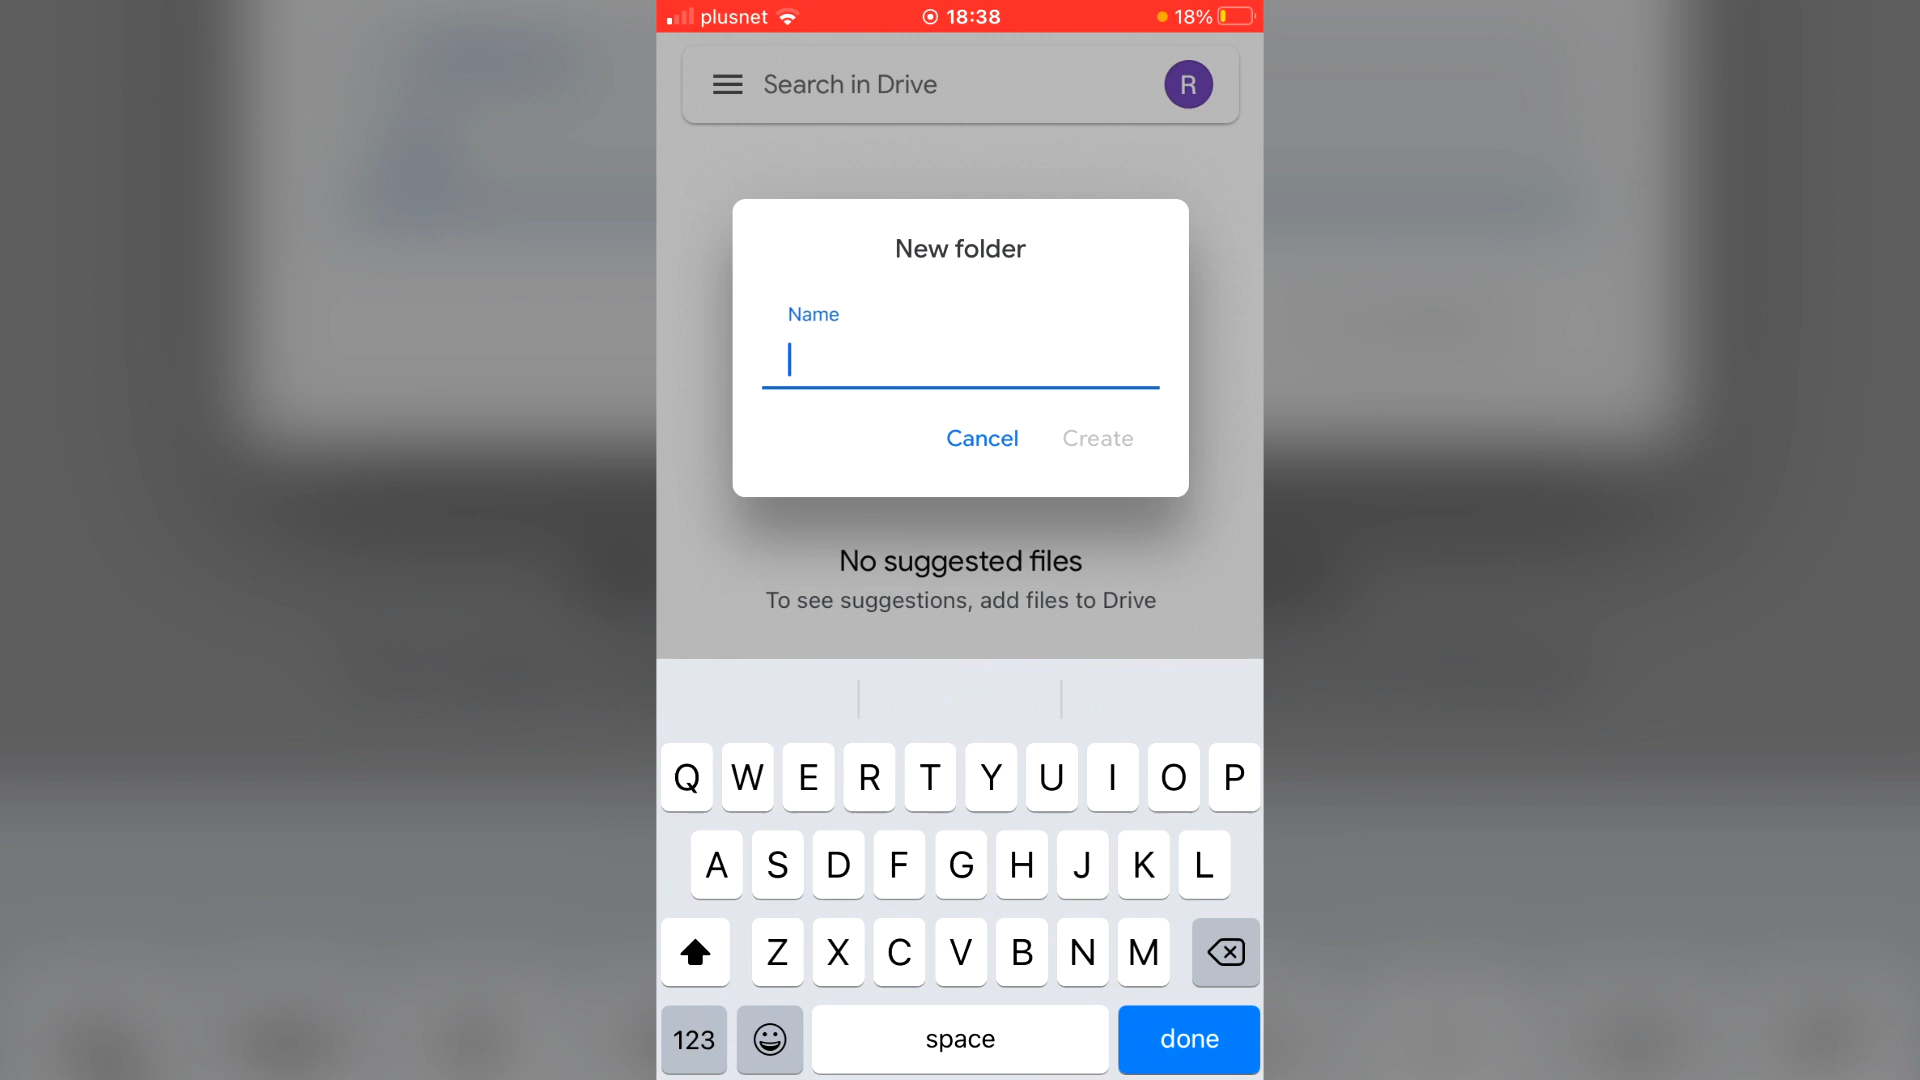 plusnet 18:38 18%
Search in Drive R
New folder
Name
Cancel Create
No suggested files
To see suggestions, add files to Drive
Q W E R T Y U I O P
A S D F G H J K L
Z X C V B N M
123 space done